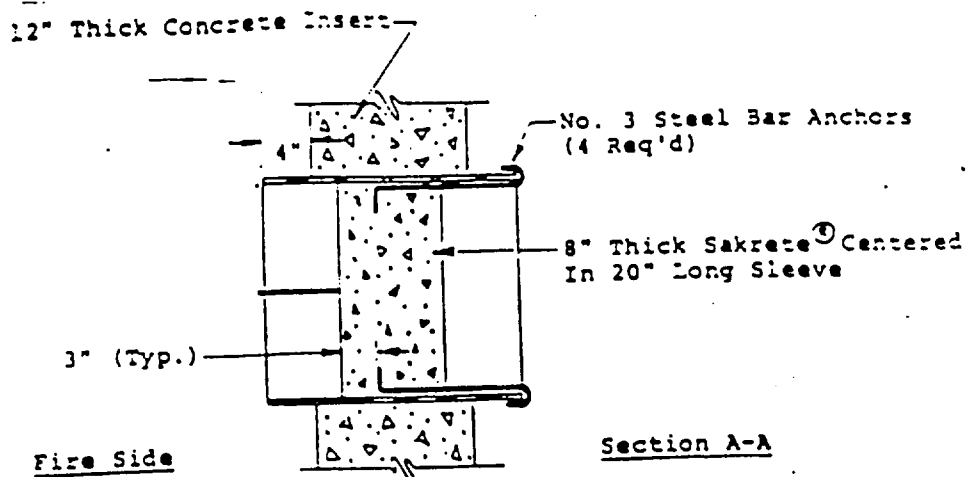 12" Thick Concrete Insert
No. 3 Steel Bar Anchors
(4 Req'd)
4"
8" Thick Sakrete® Centered
In 20" Long Sleeve
3" (Typ.)
Fire Side
Section A-A